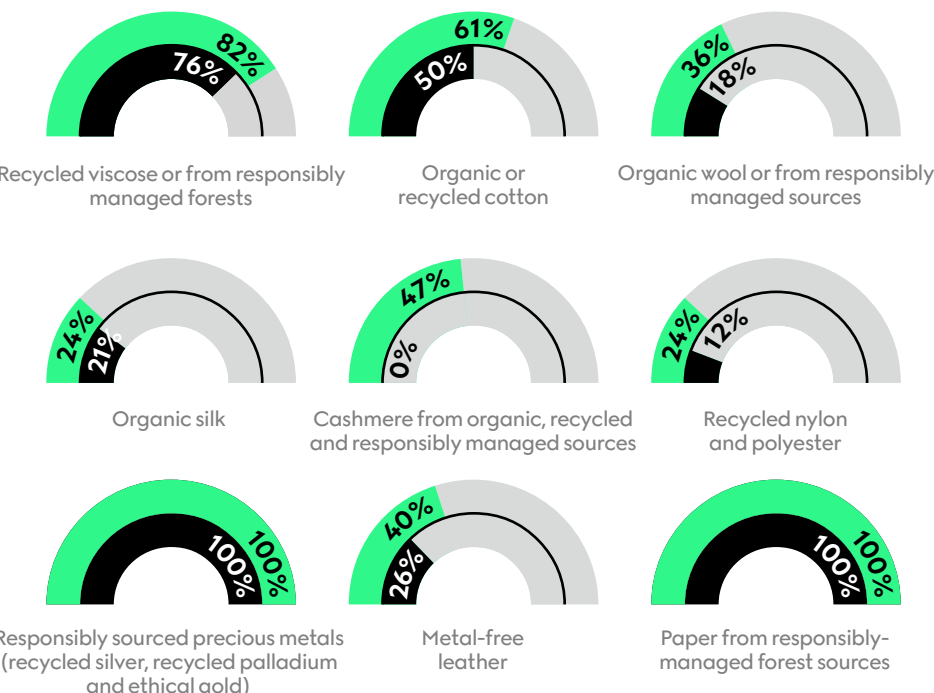 82%
76%
Recycled viscose or from responsibly
managed forests
61%
50%
Organic or
recycled cotton
36%
18%
Organic wool or from responsibly
managed sources
24%
21%
Organic silk
47%
0%
Cashmere from organic, recycled
and responsibly managed sources
24%
12%
Recycled nylon
and polyester
100%
100%
Responsibly sourced precious metals
(recycled silver, recycled palladium
and ethical gold)
40%
26%
Metal-free
leather
100%
100%
Paper from responsibly-
managed forest sources